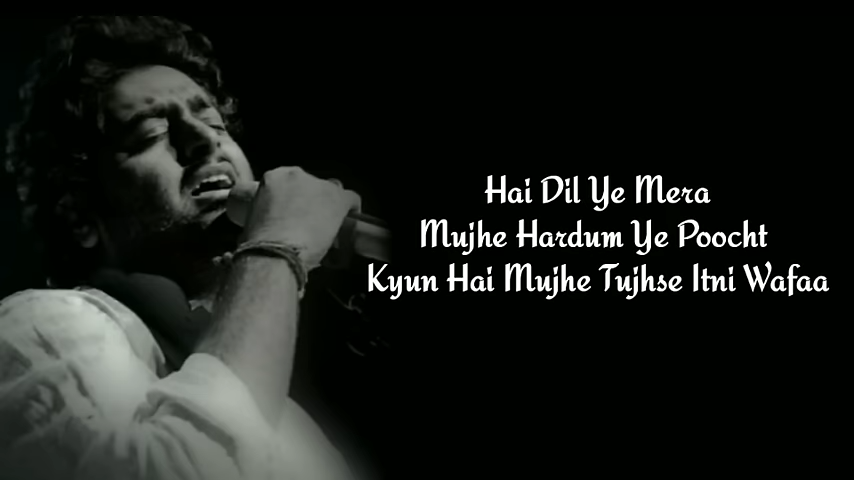 Hai Dil Ye Mera
Mujhe Hardum Ye Poocht
Kyun Hai Mujhe Tujhse Itni Wafaa